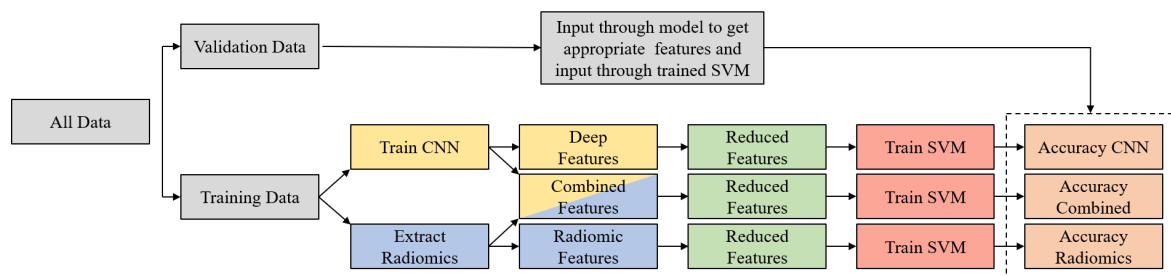 Validation Data
Input through model to get
appropriate features and
input through trained SVM
All Data
Train CNN
Deep
Features
Reduced
Features
Train SVM
Accuracy CNN
Training Data
Combined
Features
Reduced
Features
Train SVM
Accuracy
Combined
Extract
Radiomics
Radiomic
Features
Reduced
Features
Train SVM
Accuracy
Radiomics